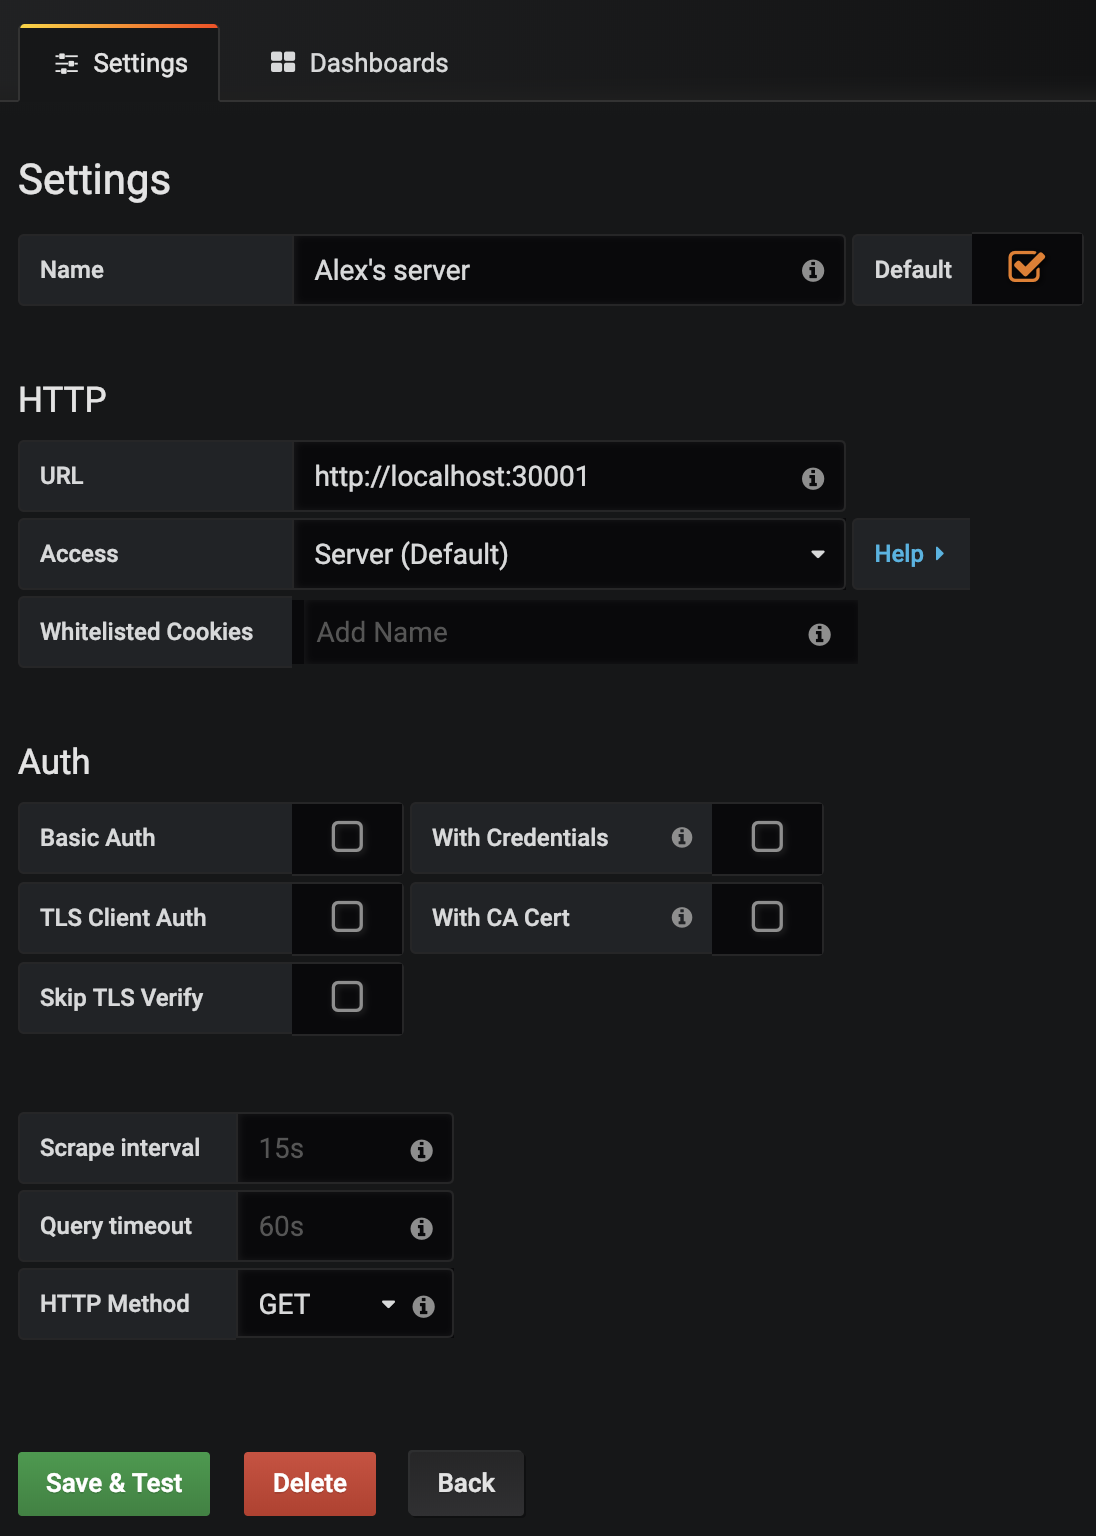 Settings Dashboards
Settings
Name Alex's server Default
HTTP
URL http://localhost:30001
Access Server (Default) Help
Whitelisted Cookies Add Name
Auth
Basic Auth With Credentials
TLS Client Auth With CA Cert
Skip TLS Verify
Scrape interval 15s
Query timeout 60s
HTTP Method GET
Save & Test Delete Back